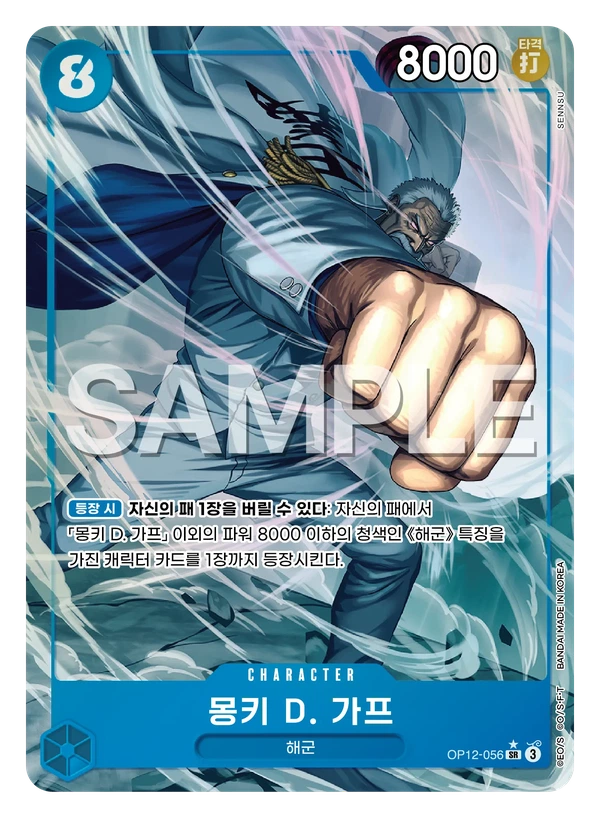 8
8000
타격
打
SENNSU
SAMPLE
등장 시 자신의 패 1장을 버릴 수 있다: 자신의 패에서
「몽키 D. 가프」 이외의 파워 8000 이하의 청색인 《해군》 특징을
가진 캐릭터 카드를 1장까지 등장시킨다.
CHARACTER
몽키 D. 가프
해군
OP12-056 ★ SR 3
©EO/S ©O/S·F·T BANDAI MADE IN KOREA